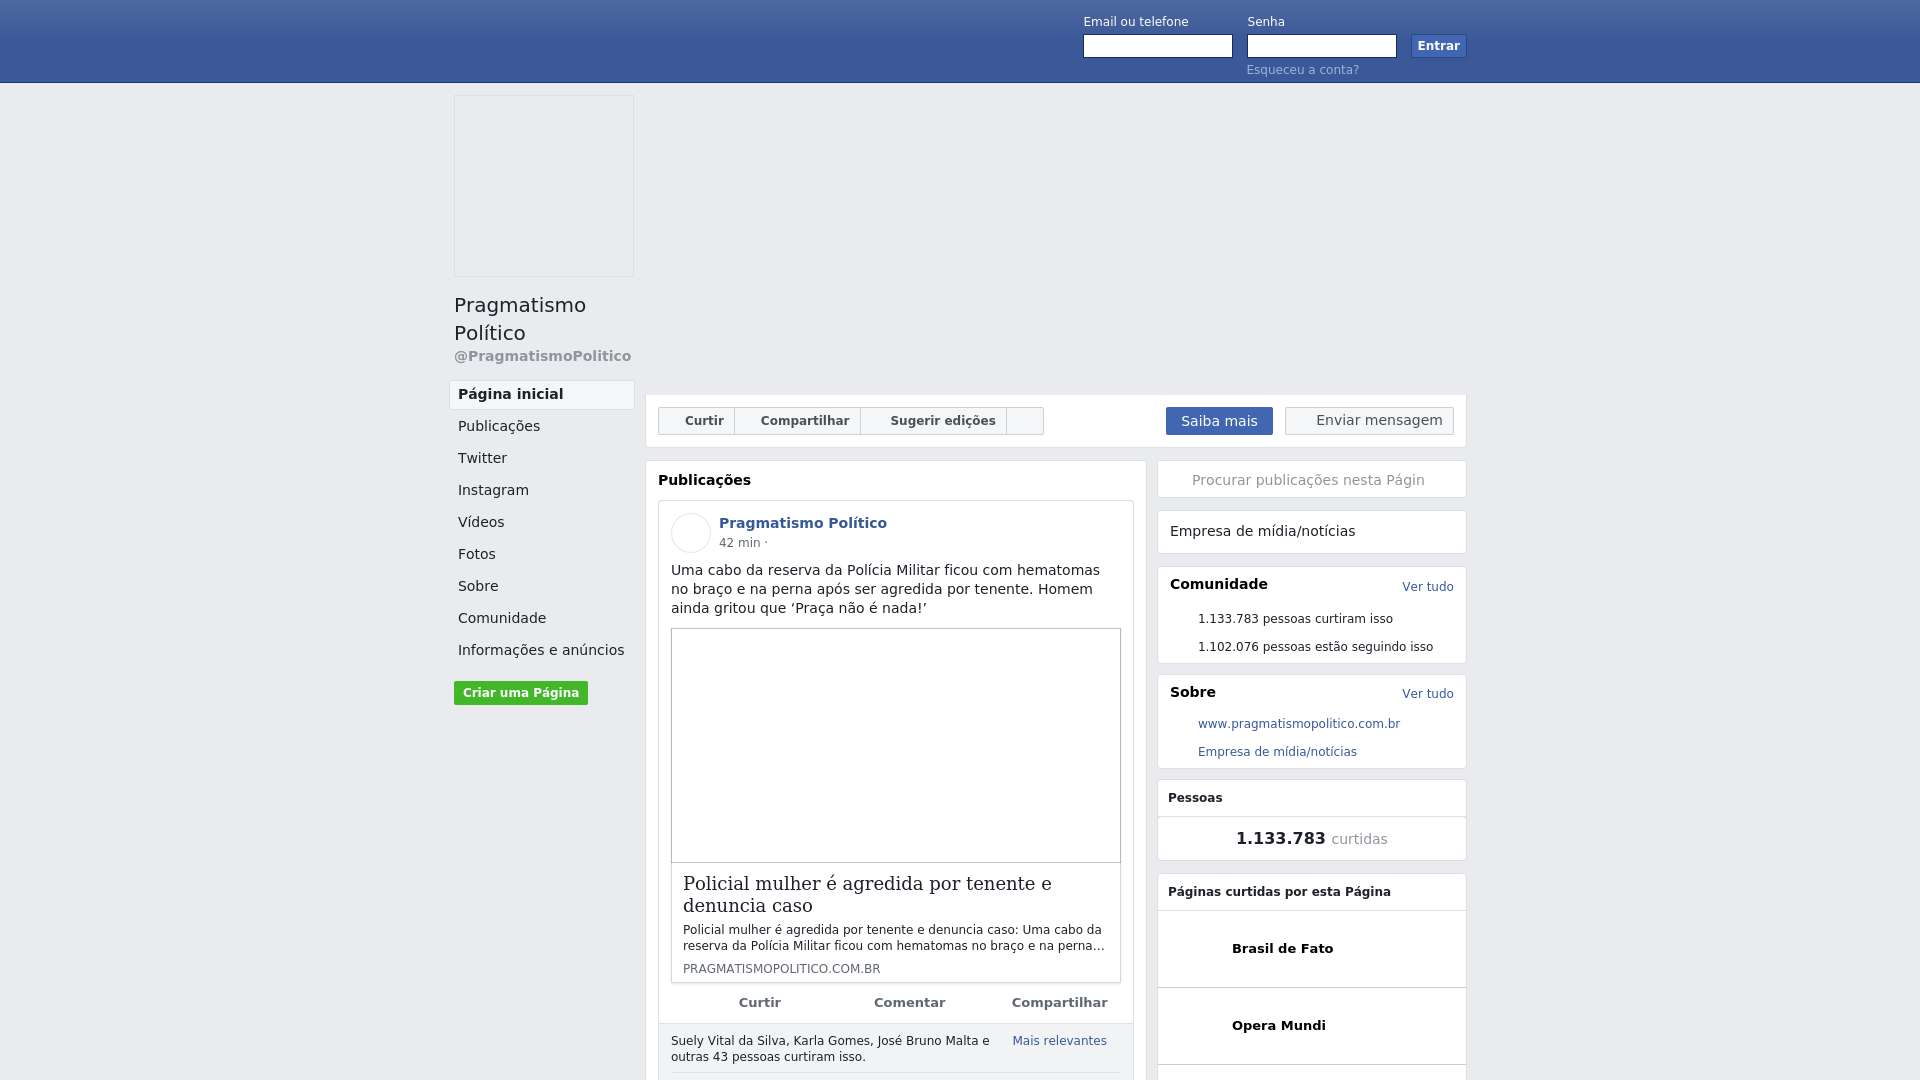 Email ou telefone
Senha
Entrar
Esqueceu a conta?
Pragmatismo
Político
@PragmatismoPolitico
Página inicial
Publicações
Twitter
Instagram
Vídeos
Fotos
Sobre
Comunidade
Informações e anúncios
Criar uma Página
Curtir
Compartilhar
Sugerir edições
Saiba mais
Enviar mensagem
Publicações
Pragmatismo Político
42 min ·
Uma cabo da reserva da Polícia Militar ficou com hematomas
no braço e na perna após ser agredida por tenente. Homem
ainda gritou que ‘Praça não é nada!’
Policial mulher é agredida por tenente e
denuncia caso
Policial mulher é agredida por tenente e denuncia caso: Uma cabo da
reserva da Polícia Militar ficou com hematomas no braço e na perna…
PRAGMATISMOPOLITICO.COM.BR
Curtir
Comentar
Compartilhar
Suely Vital da Silva, Karla Gomes, José Bruno Malta e
outras 43 pessoas curtiram isso.
Mais relevantes
Procurar publicações nesta Págin
Empresa de mídia/notícias
Comunidade
Ver tudo
1.133.783 pessoas curtiram isso
1.102.076 pessoas estão seguindo isso
Sobre
Ver tudo
www.pragmatismopolitico.com.br
Empresa de mídia/notícias
Pessoas
1.133.783 curtidas
Páginas curtidas por esta Página
Brasil de Fato
Opera Mundi